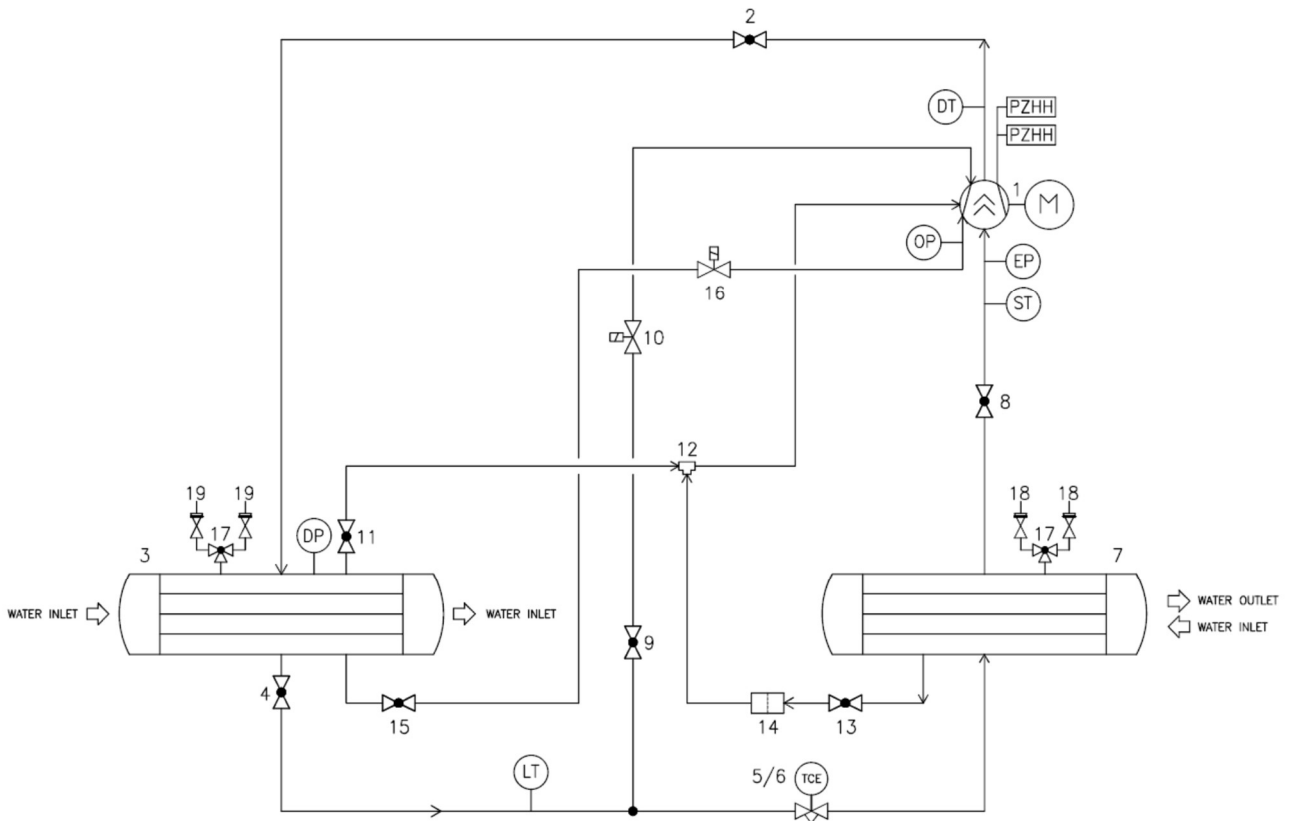 2
DT
PZHH
PZHH
1
M
OP
EP
16
ST
10
8
12
19
19
18
18
17
DP
11
17
3
7
WATER INLET
WATER INLET
WATER OUTLET
WATER INLET
9
4
15
14
13
LT
5/6
TCE